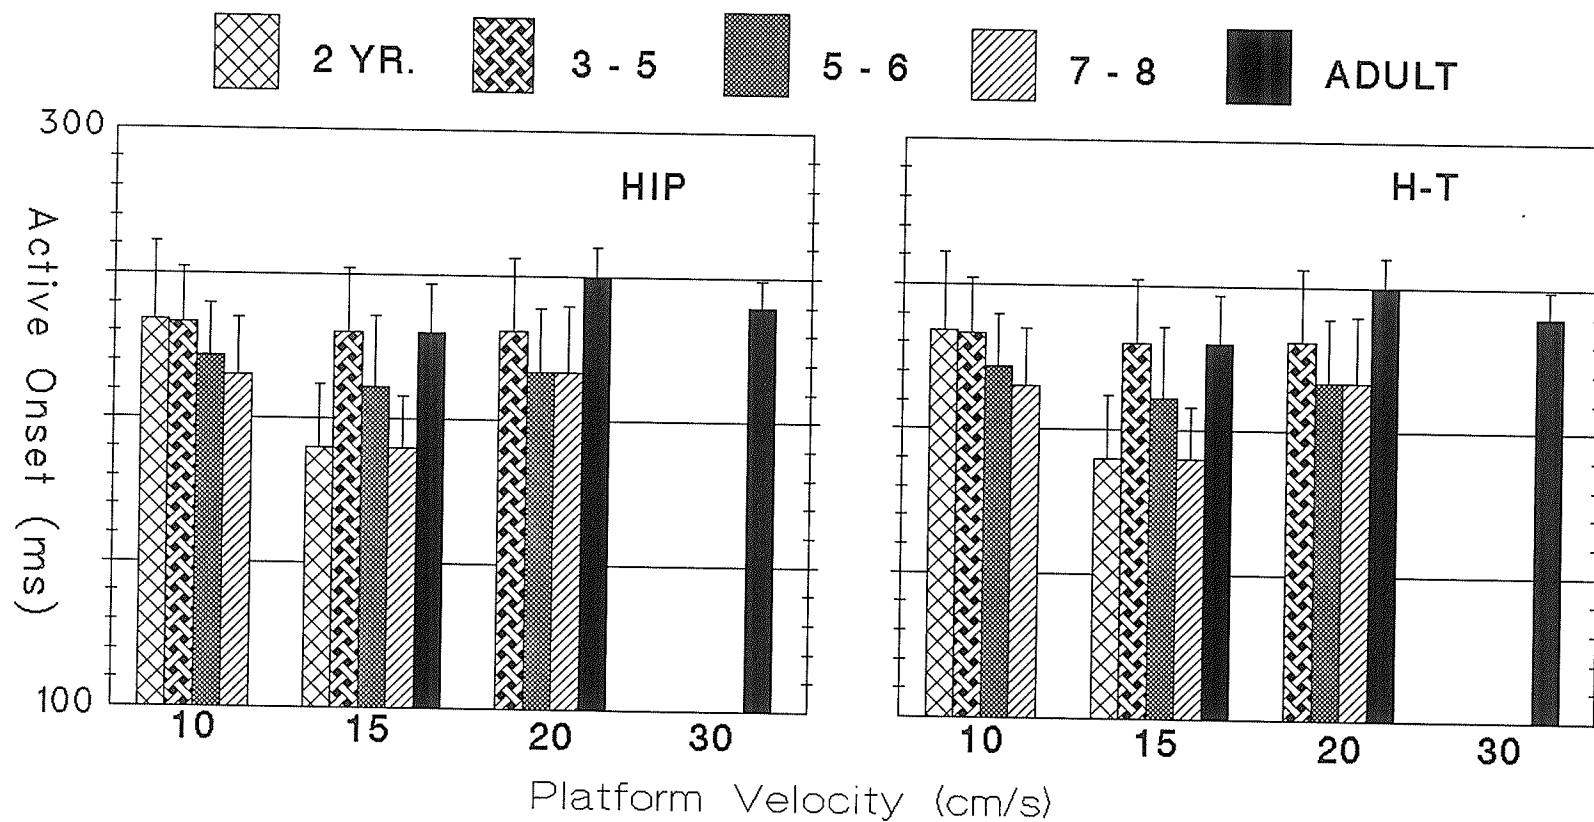 2 YR. 3 - 5 5 - 6 7 - 8 ADULT
300
HIP H-T
Active Onset (ms)
100
10 15 20 30 10 15 20 30
Platform Velocity (cm/s)